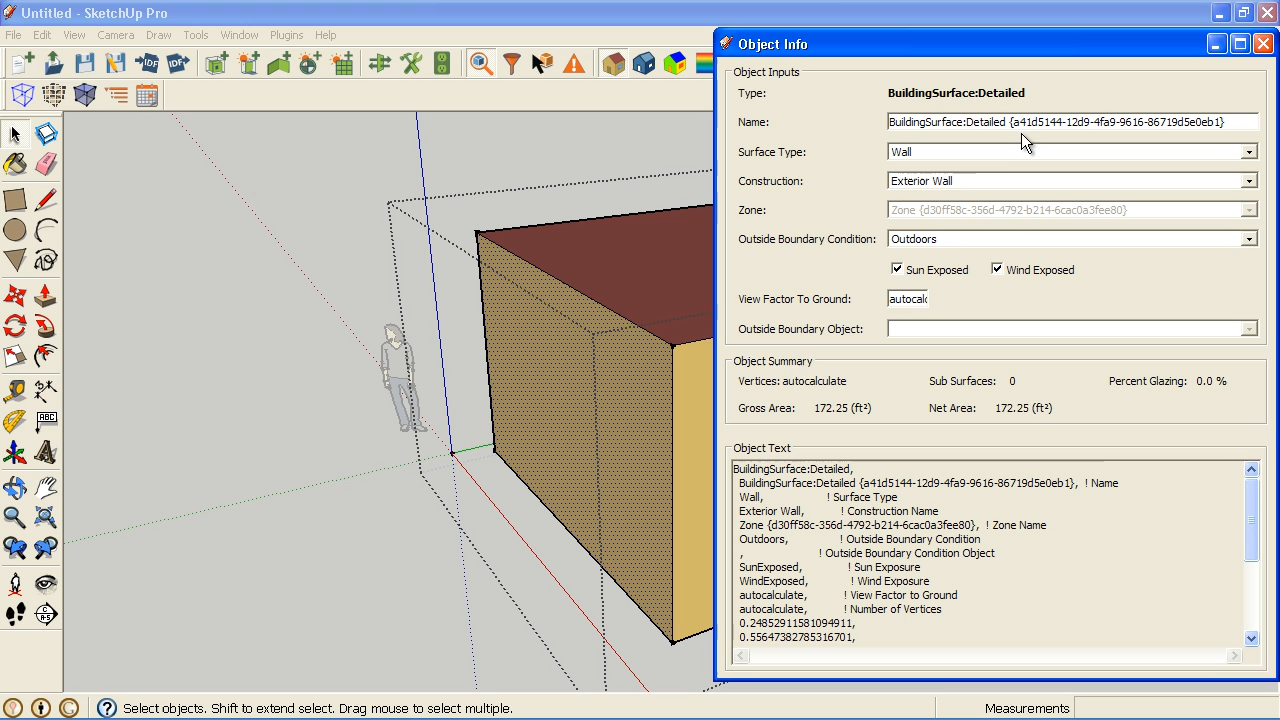 Untitled - SketchUp Pro
File Edit View Camera Draw Tools Window Plugins Help
IDF IDF
ABC
A
C
A-5
Object Info
Object Inputs
Type: BuildingSurface:Detailed
Name: BuildingSurface:Detailed {a41d5144-12d9-4fa9-9616-86719d5e0eb1}
Surface Type: Wall
Construction: Exterior Wall
Zone: Zone {d30ff58c-356d-4792-b214-6cac0a3fee80}
Outside Boundary Condition: Outdoors
Sun Exposed Wind Exposed
View Factor To Ground: autocalc
Outside Boundary Object:
Object Summary
Vertices: autocalculate Sub Surfaces: 0 Percent Glazing: 0.0 %
Gross Area: 172.25 (ft²) Net Area: 172.25 (ft²)
Object Text
BuildingSurface:Detailed,
BuildingSurface:Detailed {a41d5144-12d9-4fa9-9616-86719d5e0eb1}, ! Name
Wall, ! Surface Type
Exterior Wall, ! Construction Name
Zone {d30ff58c-356d-4792-b214-6cac0a3fee80}, ! Zone Name
Outdoors, ! Outside Boundary Condition
, ! Outside Boundary Condition Object
SunExposed, ! Sun Exposure
WindExposed, ! Wind Exposure
autocalculate, ! View Factor to Ground
autocalculate, ! Number of Vertices
0.24852911581094911,
0.55647382785316701,
Select objects. Shift to extend select. Drag mouse to select multiple. Measurements